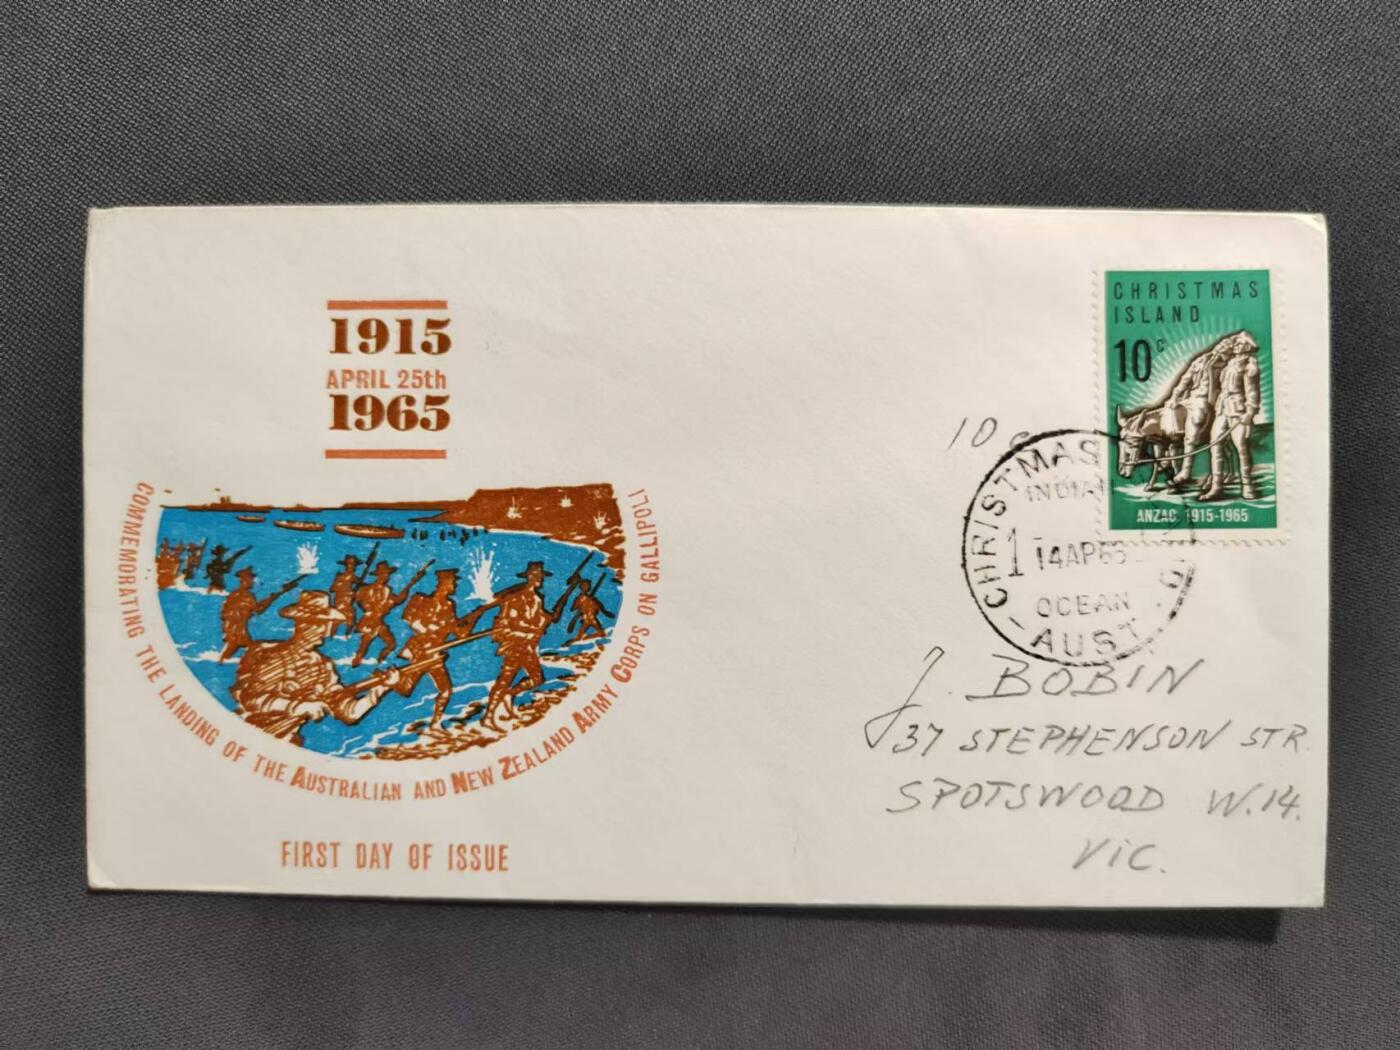 1915
APRIL 25th
1965
COMMEMORATING THE LANDING OF THE AUSTRALIAN AND NEW ZEALAND ARMY CORPS ON GALLIPOLI
FIRST DAY OF ISSUE
CHRISTMAS
ISLAND
10c
ANZAC 1915-1965
10c
CHRISTMAS
INDIAN
14AP65
OCEAN
AUST.
J. BOBIN
37 STEPHENSON STR.
SPOTSWOOD W.14.
VIC.